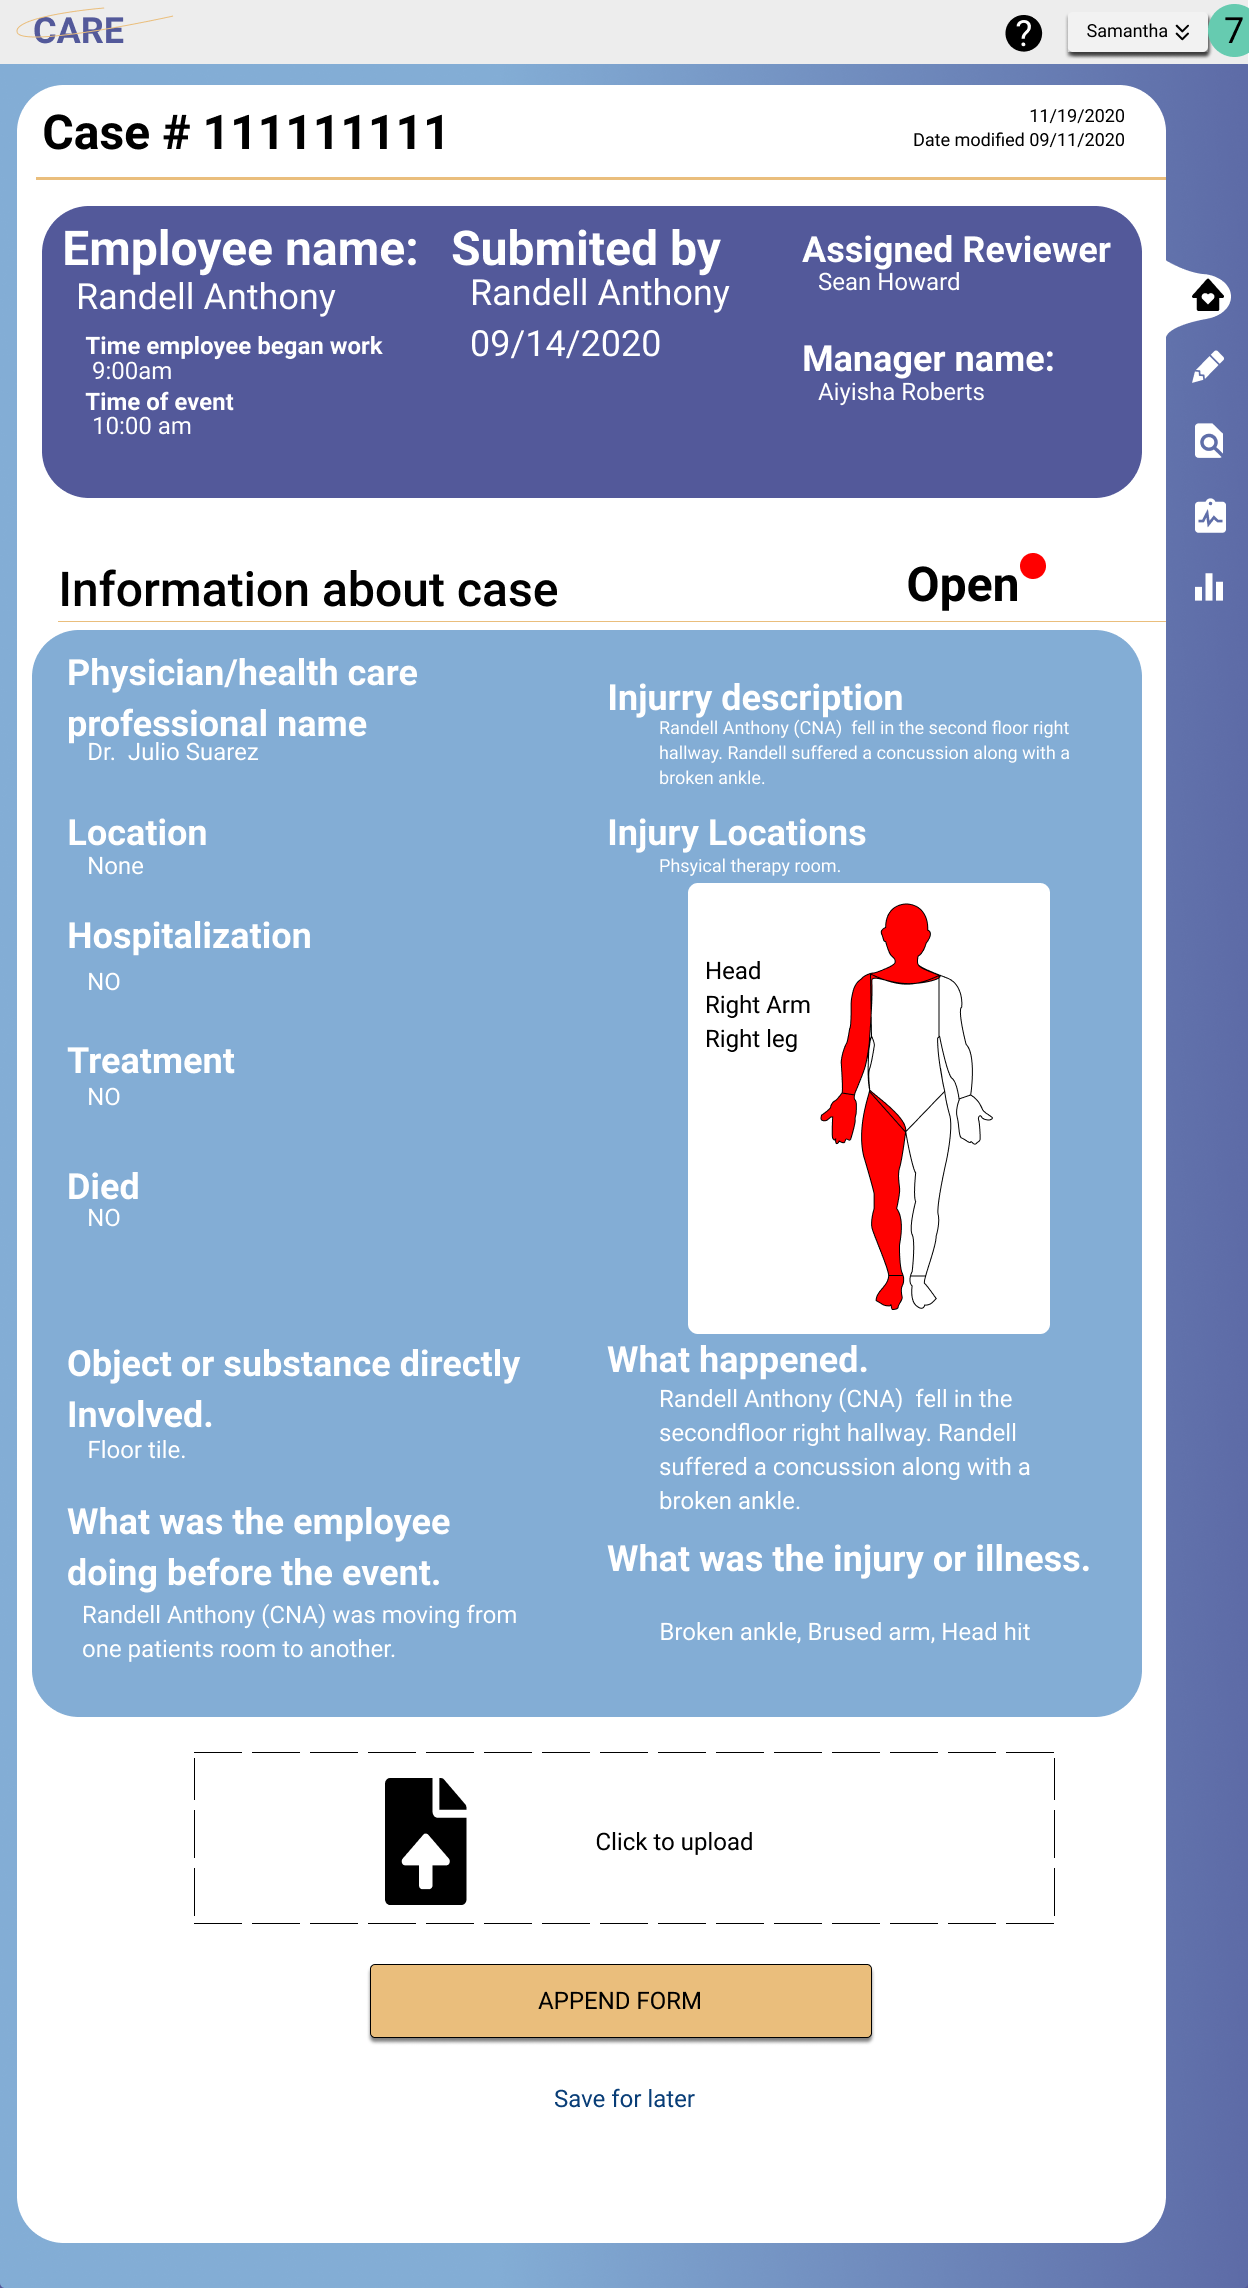 CARE
?
Samantha
7
Case # 111111111
11/19/2020
Date modified 09/11/2020
Employee name:
Randell Anthony
Time employee began work
9:00am
Time of event
10:00 am
Submited by
Randell Anthony
09/14/2020
Assigned Reviewer
Sean Howard
Manager name:
Aiyisha Roberts
Information about case
Open
Physician/health care
professional name
Dr.  Julio Suarez
Location
None
Hospitalization
NO
Treatment
NO
Died
NO
Object or substance directly
Involved.
Floor tile.
What was the employee
doing before the event.
Randell Anthony (CNA) was moving from
one patients room to another.
Injurry description
Randell Anthony (CNA)  fell in the second floor right
hallway. Randell suffered a concussion along with a
broken ankle.
Injury Locations
Phsyical therapy room.
Head
Right Arm
Right leg
What happened.
Randell Anthony (CNA)  fell in the
secondfloor right hallway. Randell
suffered a concussion along with a
broken ankle.
What was the injury or illness.
Broken ankle, Brused arm, Head hit
Click to upload
APPEND FORM
Save for later